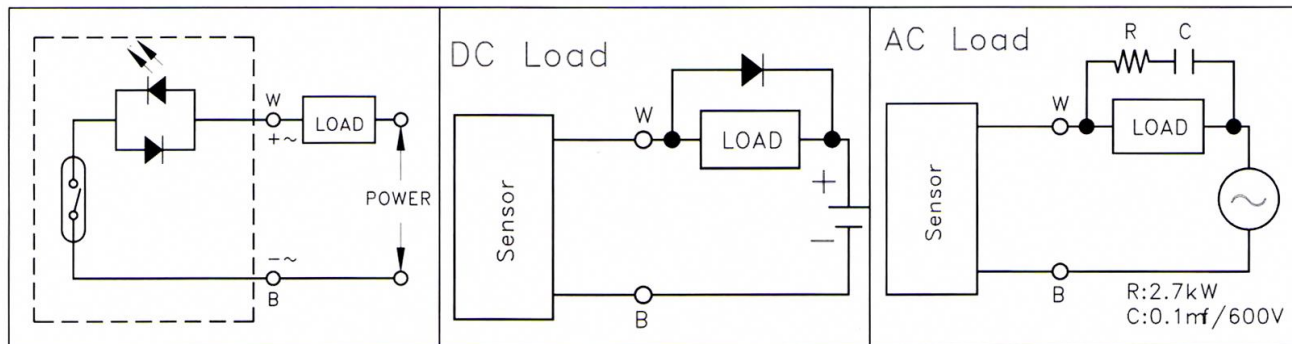 W
+~
LOAD
POWER
-~
B
DC Load
W
LOAD
+
-
Sensor
B
AC Load
R C
W
LOAD
Sensor
B
R:2.7kW
C:0.1mf/600V